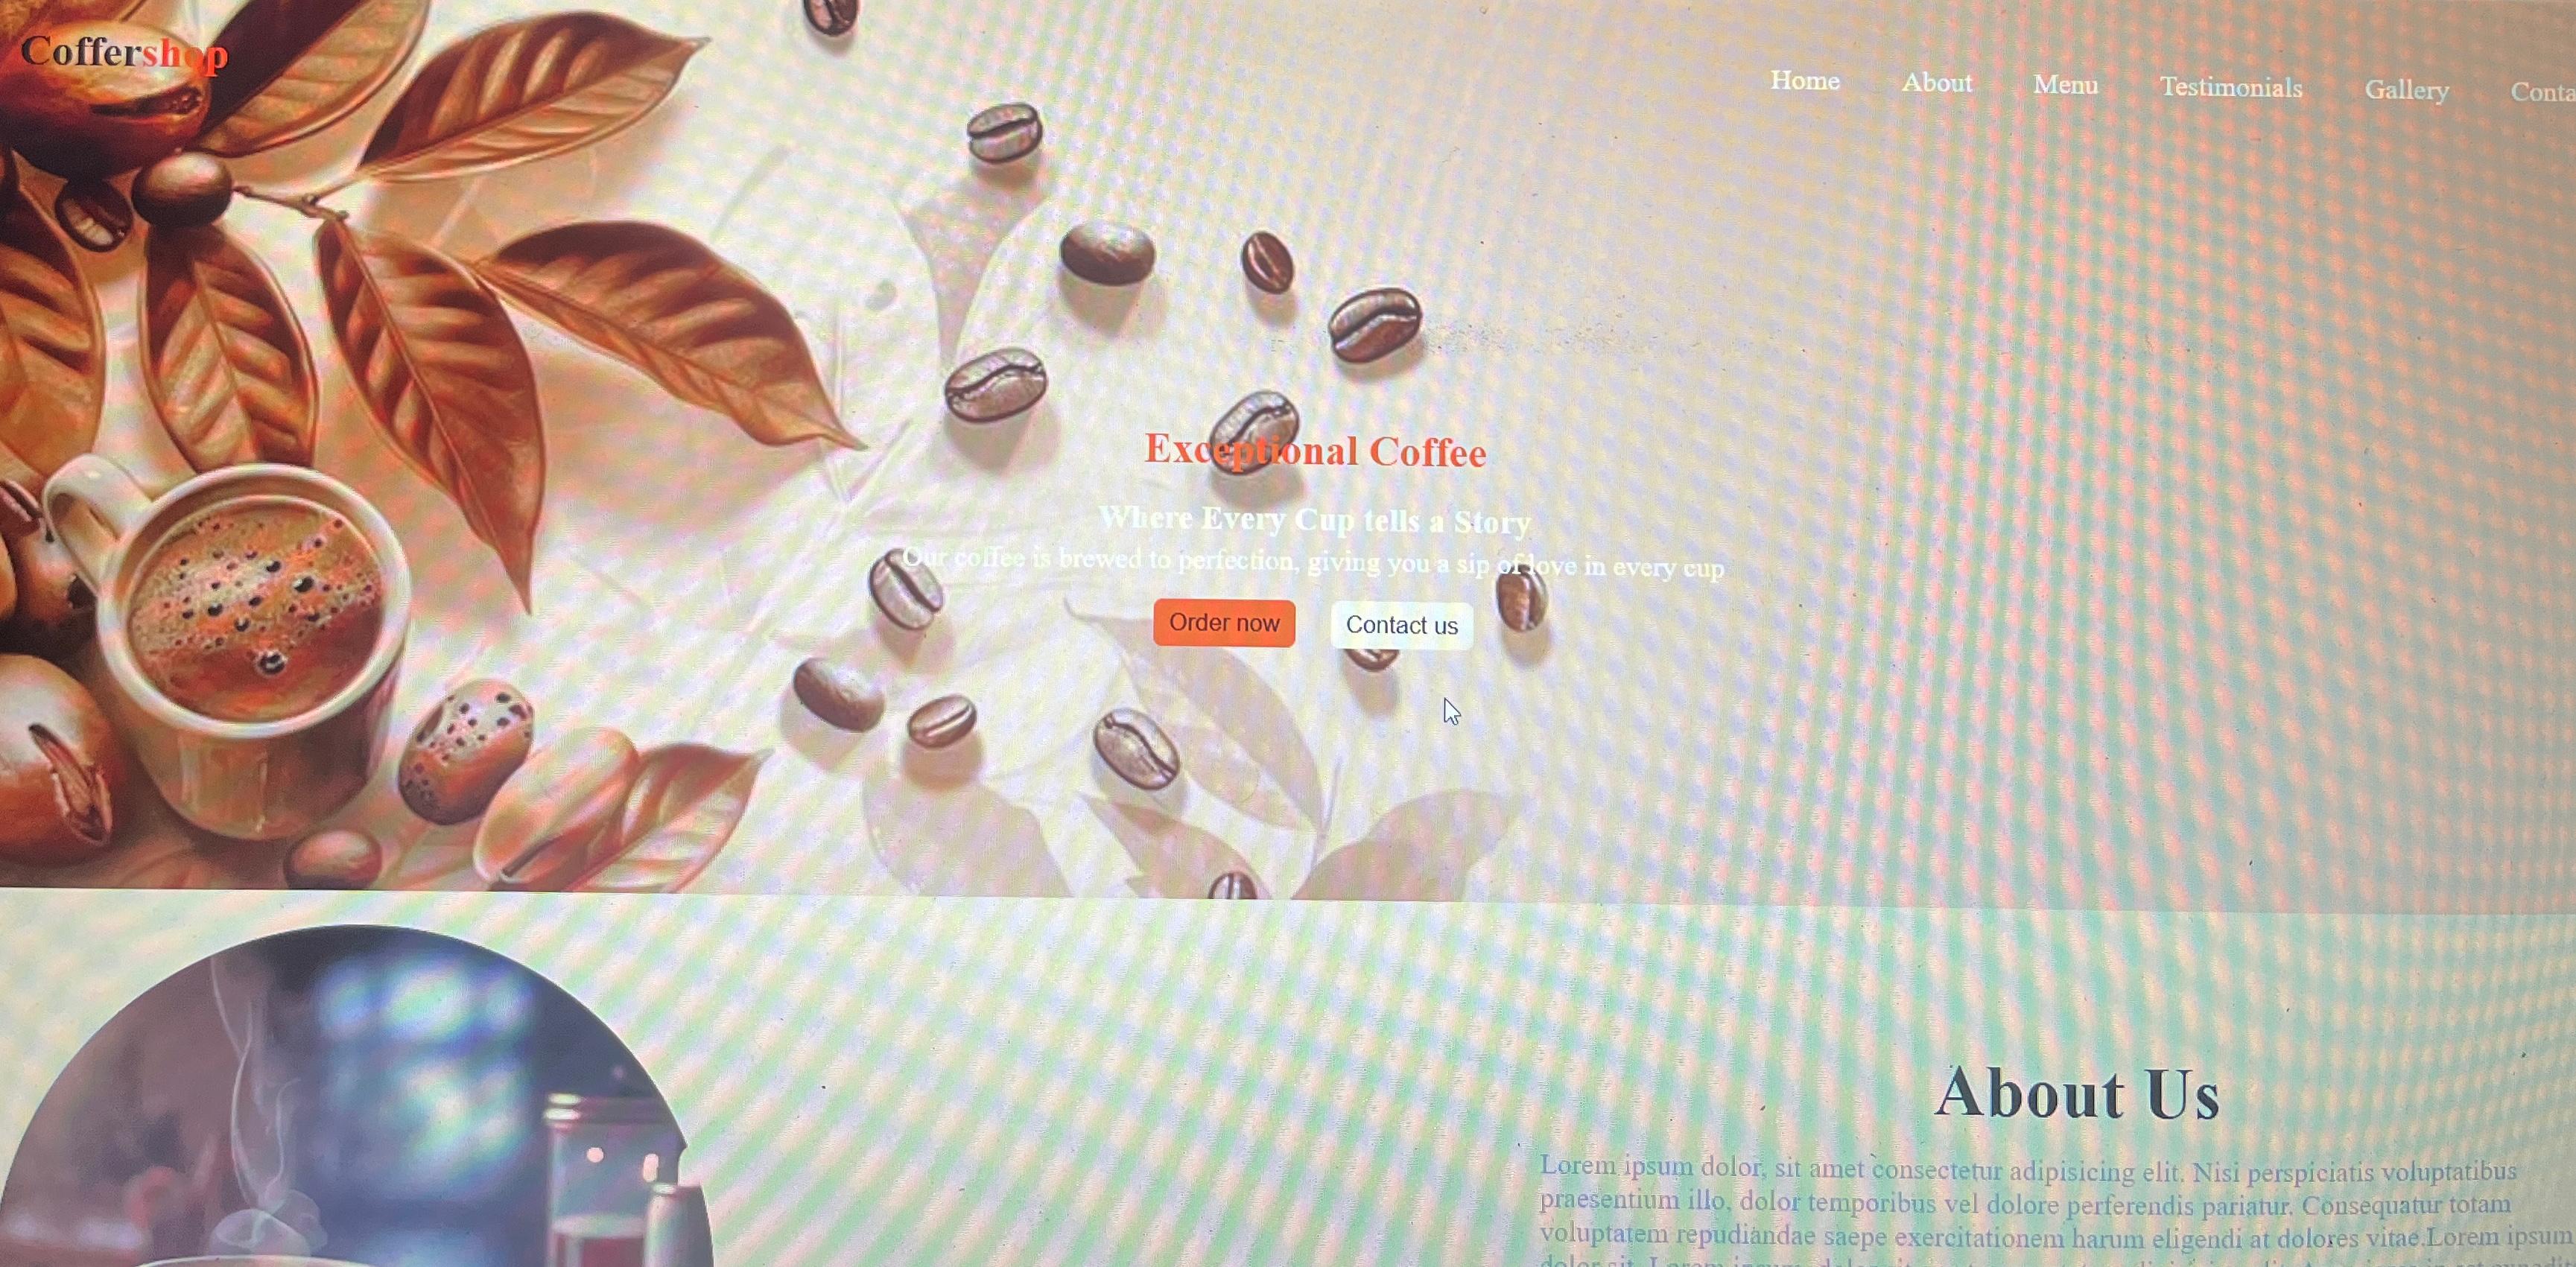 Coffershop
Home About Menu Testimonials Gallery
Exceptional Coffee
Where Every Cup tells a Story
Our coffee is brewed to perfection, giving you a sip of love in every cup
Order now Contact us
About Us
Lorem ipsum dolor, sit amet consectetur adipisicing elit. Nisi perspiciatis voluptatibus
praesentium illo, dolor temporibus vel dolore perferendis pariatur. Consequatur totam
voluptatem repudiandae saepe exercitationem harum eligendi at dolores vitae.Lorem ipsum